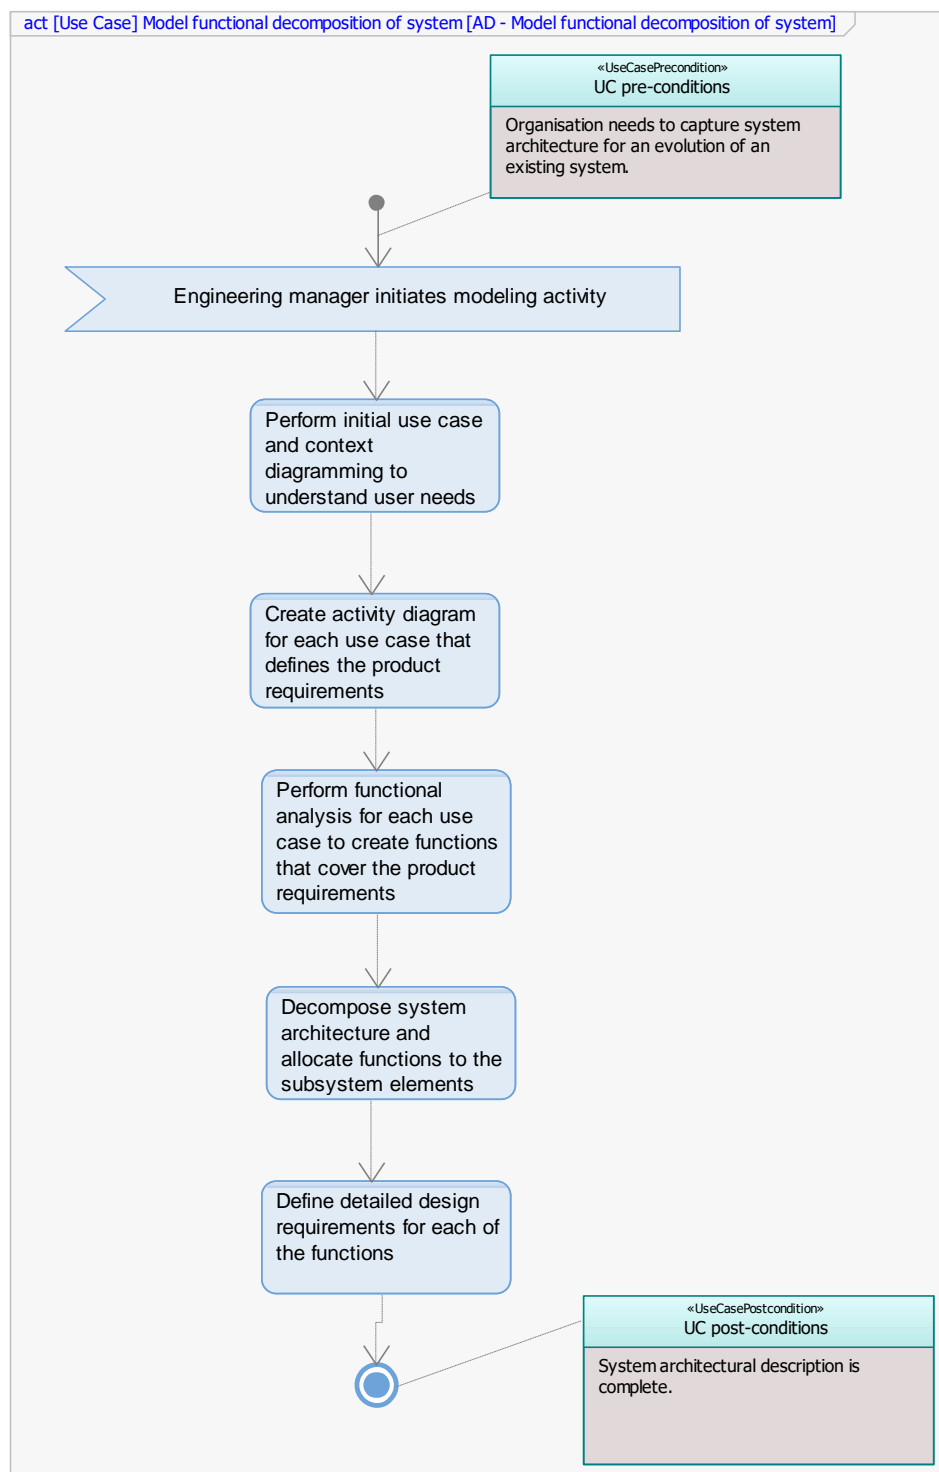 act [Use Case] Model functional decomposition of system [AD - Model functional decomposition of system]
«UseCasePrecondition»
UC pre-conditions
Organisation needs to capture system
architecture for an evolution of an
existing system.
Engineering manager initiates modeling activity
Perform initial use case
and context
diagramming to
understand user needs
Create activity diagram
for each use case that
defines the product
requirements
Perform functional
analysis for each use
case to create functions
that cover the product
requirements
Decompose system
architecture and
allocate functions to the
subsystem elements
Define detailed design
requirements for each of
the functions
«UseCasePostcondition»
UC post-conditions
System architectural description is
complete.